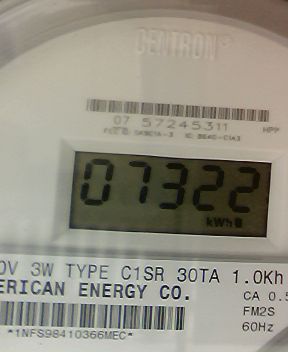 CENTRON®
07 57245311 HPP
07322
kWh
0V 3W TYPE C1SR 30TA 1.0Kh
ERICAN ENERGY CO.
CA 0.5
FM2S
60Hz
*1NFS98410366MEC*